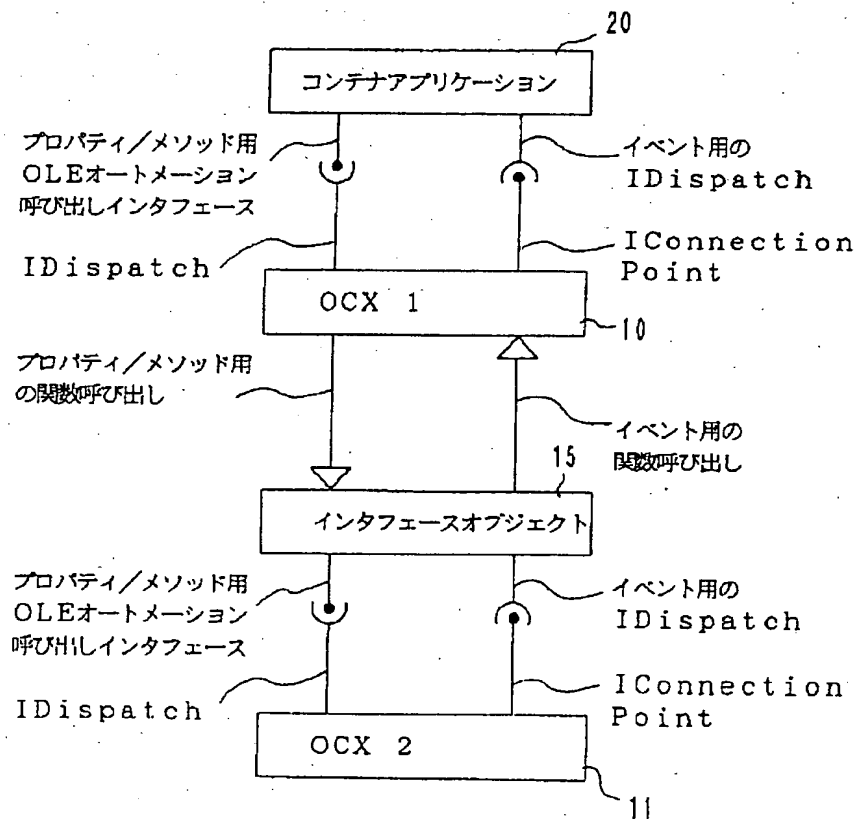 20
コンテナアプリケーション
プロパティ/メソッド用
OLEオートメーション
呼び出しインタフェース
イベント用の
IDispatch
IDispatch
IConnection
Point
OCX 1
10
プロパティ/メソッド用
の関数呼び出し
イベント用の
関数呼び出し
15
インタフェースオブジェクト
プロパティ/メソッド用
OLEオートメーション
呼び出しインタフェース
イベント用の
IDispatch
IDispatch
IConnection
Point
OCX 2
11